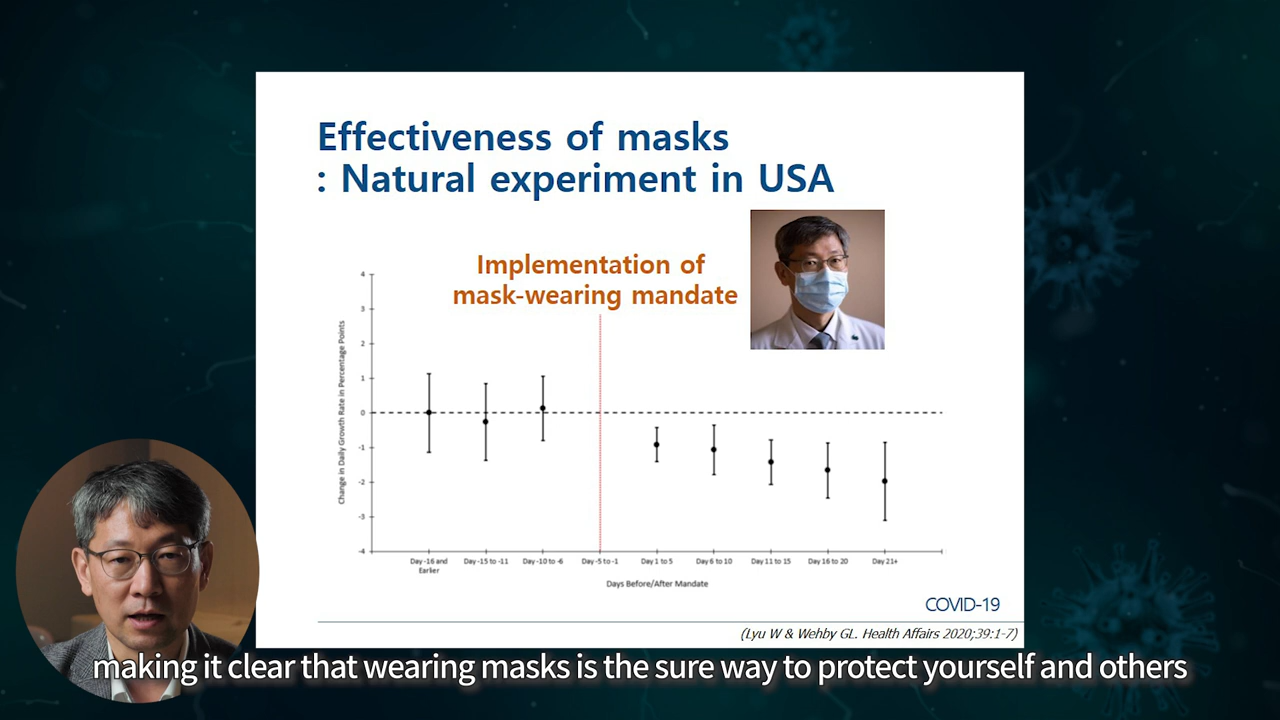 Effectiveness of masks
: Natural experiment in USA
Implementation of
mask-wearing mandate
Change in Daily Growth Rate in Percentage Points
4
3
2
1
0
-1
-2
-3
-4
Day -16 and Earlier
Day -15 to -11
Day -10 to -6
Day -5 to -1
Day 1 to 5
Day 6 to 10
Day 11 to 15
Day 16 to 20
Day 21+
Days Before/After Mandate
COVID-19
(Lyu W & Wehby GL. Health Affairs 2020;39:1-7)
making it clear that wearing masks is the sure way to protect yourself and others